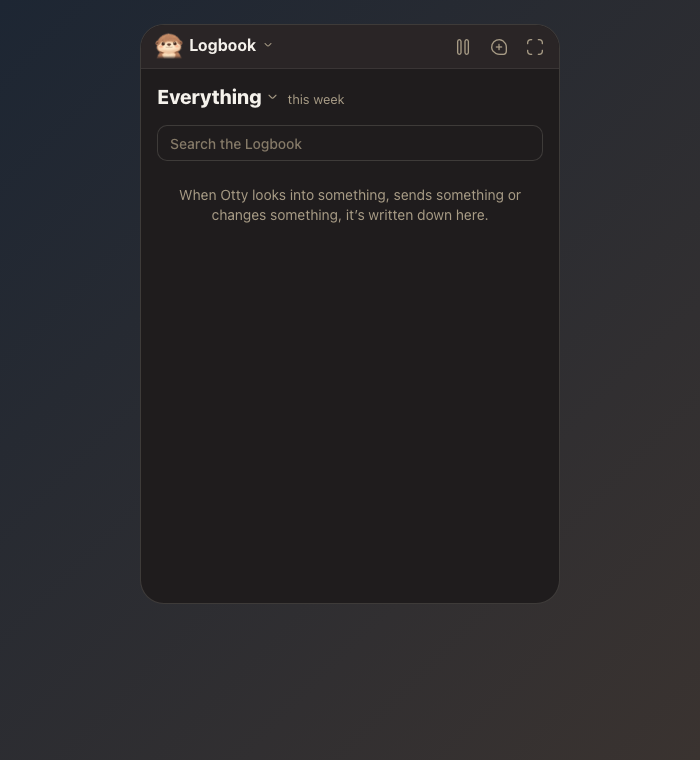 Logbook
Everything
this week
Search the Logbook
When Otty looks into something, sends something or
changes something, it’s written down here.